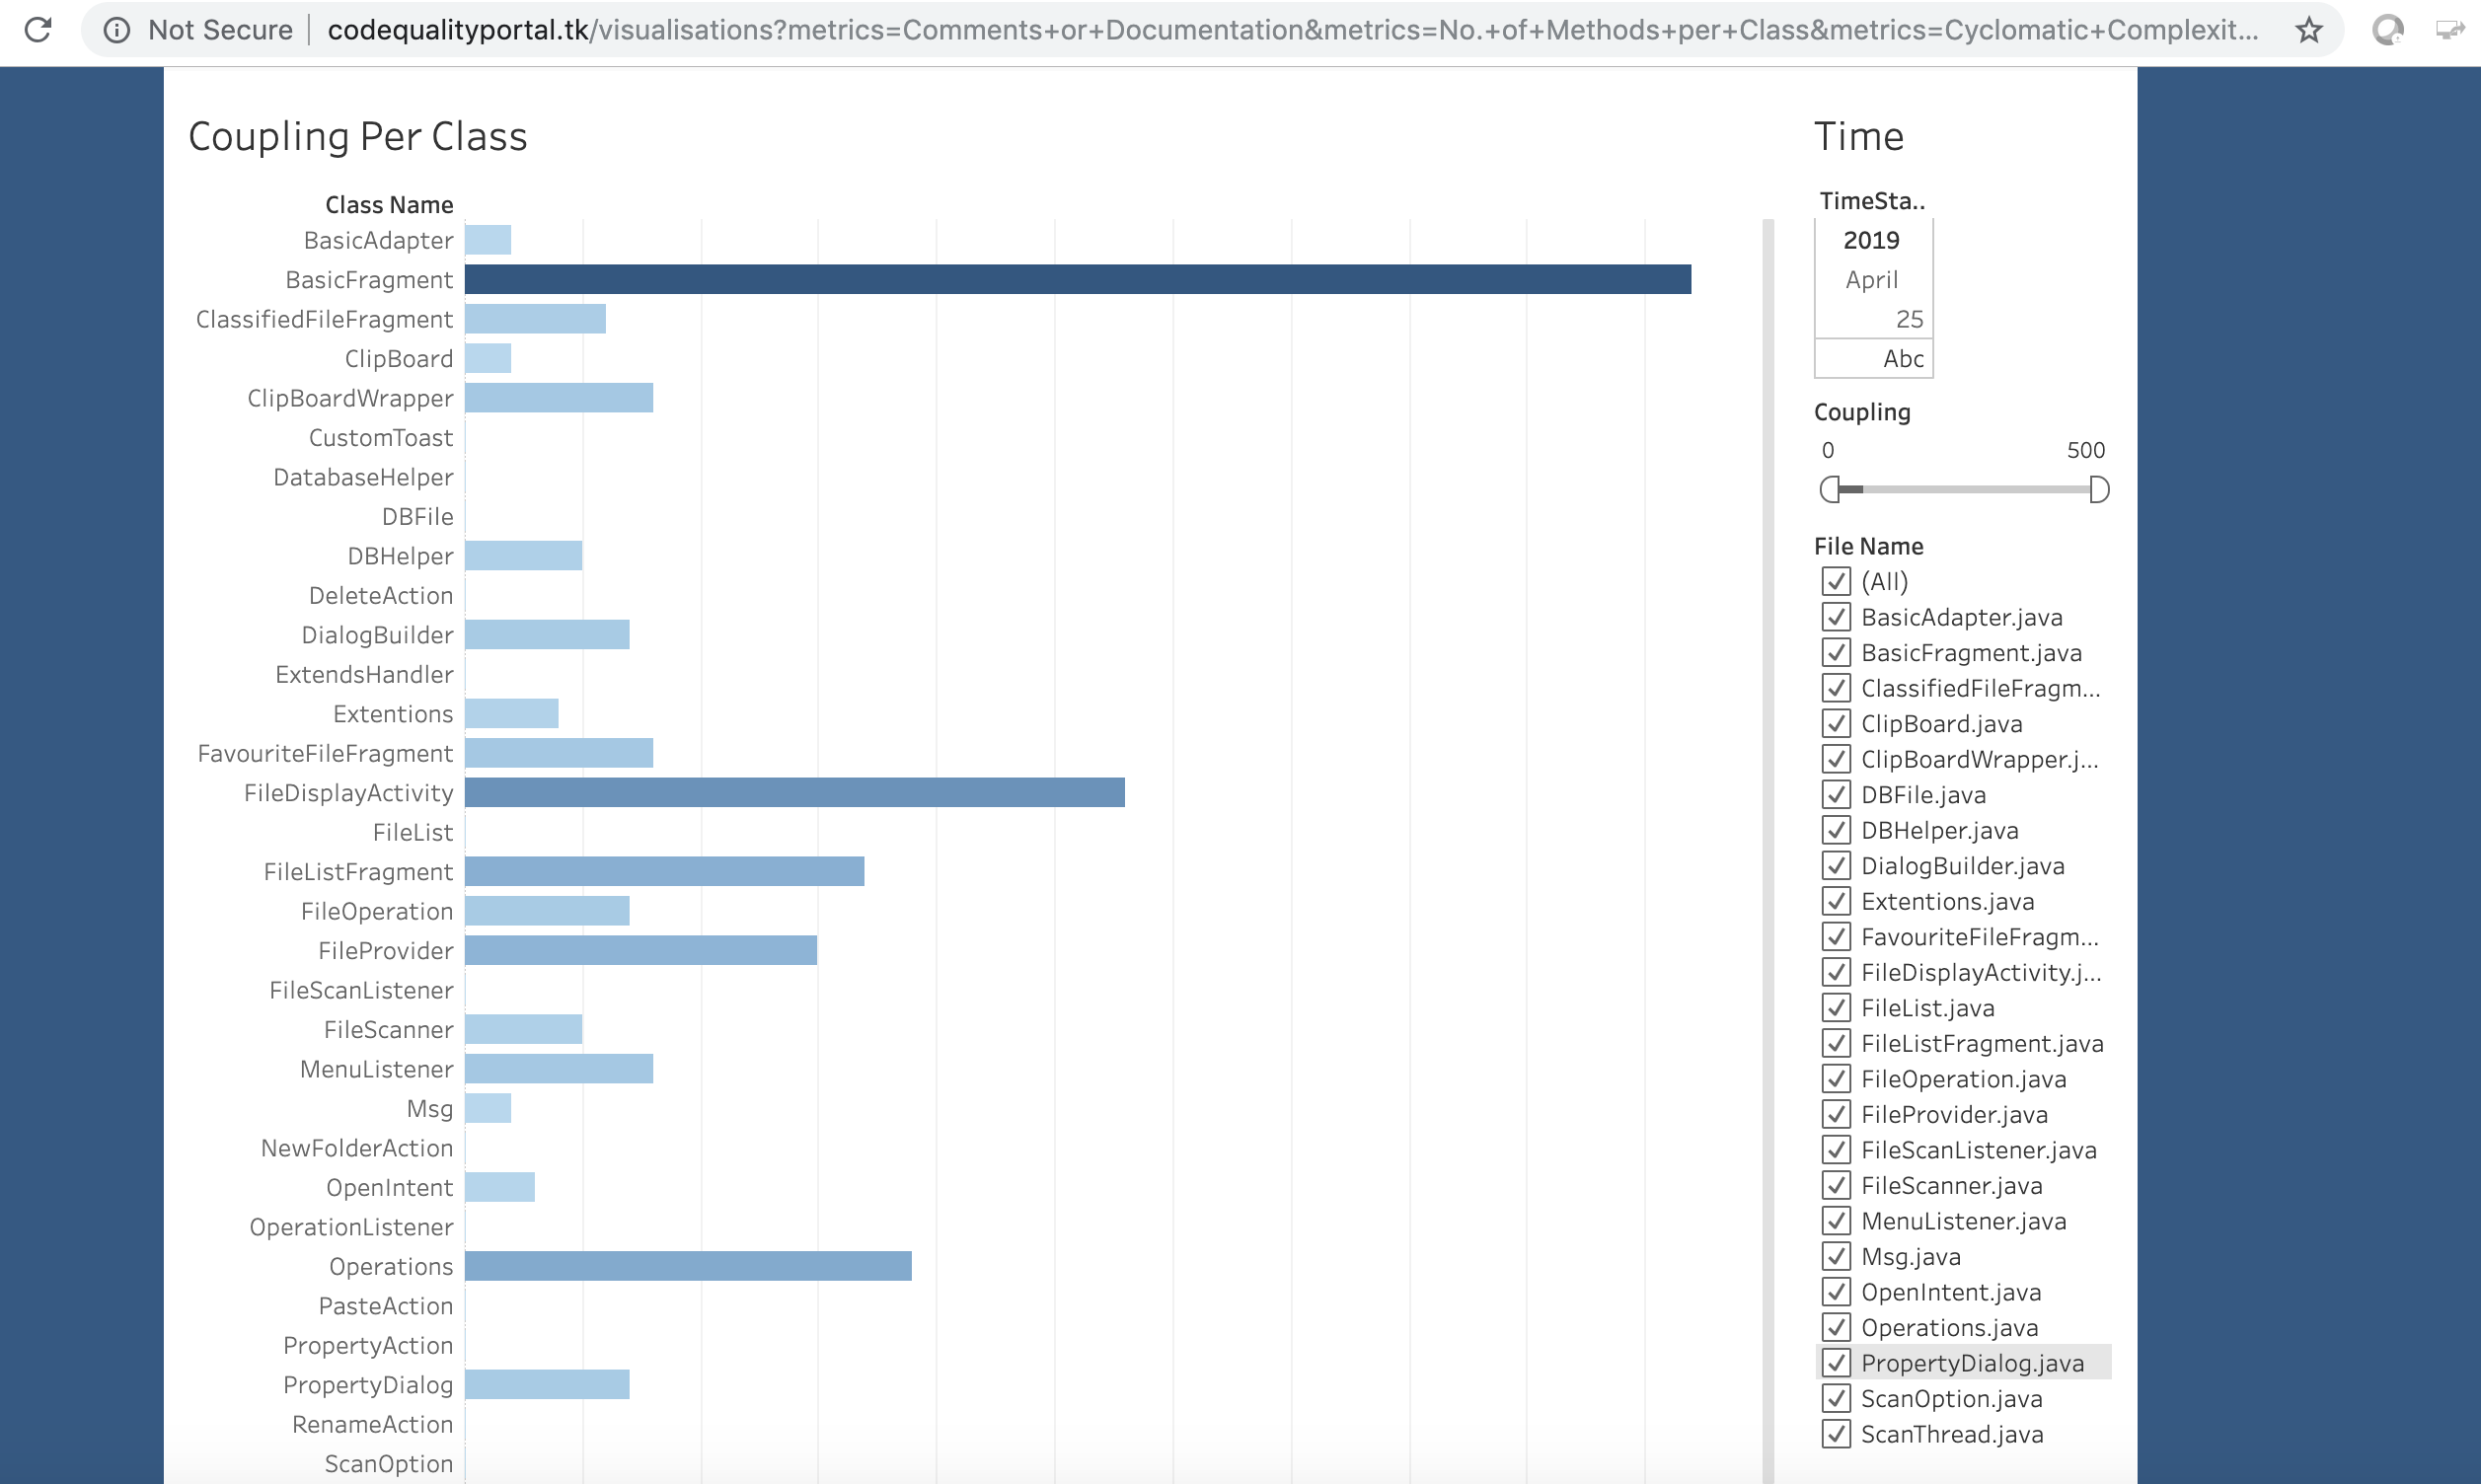 Not Secure codequalityportal.tk/visualisations?metrics=Comments+or+Documentation&metrics=No.+of+Methods+per+Class&metrics=Cyclomatic+Complexit...
Coupling Per Class
Class Name
BasicAdapter
BasicFragment
ClassifiedFileFragment
ClipBoard
ClipBoardWrapper
CustomToast
DatabaseHelper
DBFile
DBHelper
DeleteAction
DialogBuilder
ExtendsHandler
Extentions
FavouriteFileFragment
FileDisplayActivity
FileList
FileListFragment
FileOperation
FileProvider
FileScanListener
FileScanner
MenuListener
Msg
NewFolderAction
OpenIntent
OperationListener
Operations
PasteAction
PropertyAction
PropertyDialog
RenameAction
ScanOption
Time
TimeSta..
2019
April
25
Abc
Coupling
0 500
File Name
(All)
BasicAdapter.java
BasicFragment.java
ClassifiedFileFragm...
ClipBoard.java
ClipBoardWrapper.j...
DBFile.java
DBHelper.java
DialogBuilder.java
Extentions.java
FavouriteFileFragm...
FileDisplayActivity.j...
FileList.java
FileListFragment.java
FileOperation.java
FileProvider.java
FileScanListener.java
FileScanner.java
MenuListener.java
Msg.java
OpenIntent.java
Operations.java
PropertyDialog.java
ScanOption.java
ScanThread.java